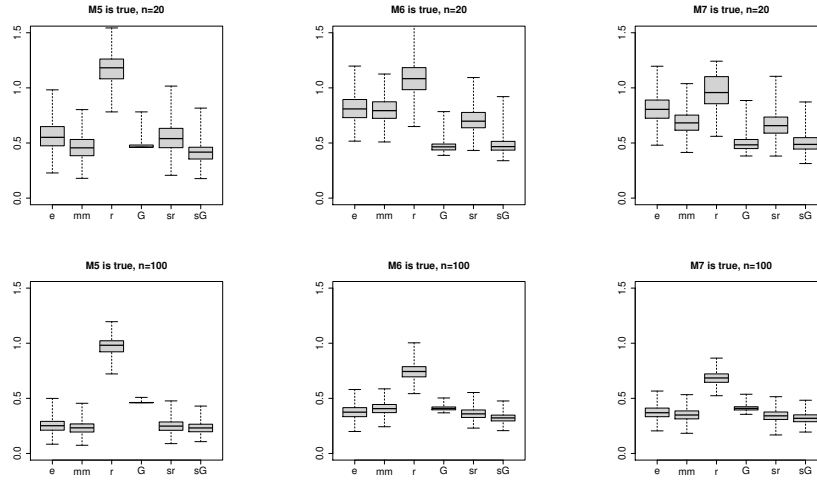 M5 is true, n=20
0.0 0.5 1.0 1.5
e mm r G sr sG
M6 is true, n=20
0.0 0.5 1.0 1.5
e mm r G sr sG
M7 is true, n=20
0.0 0.5 1.0 1.5
e mm r G sr sG
M5 is true, n=100
0.0 0.5 1.0 1.5
e mm r G sr sG
M6 is true, n=100
0.0 0.5 1.0 1.5
e mm r G sr sG
M7 is true, n=100
0.0 0.5 1.0 1.5
e mm r G sr sG